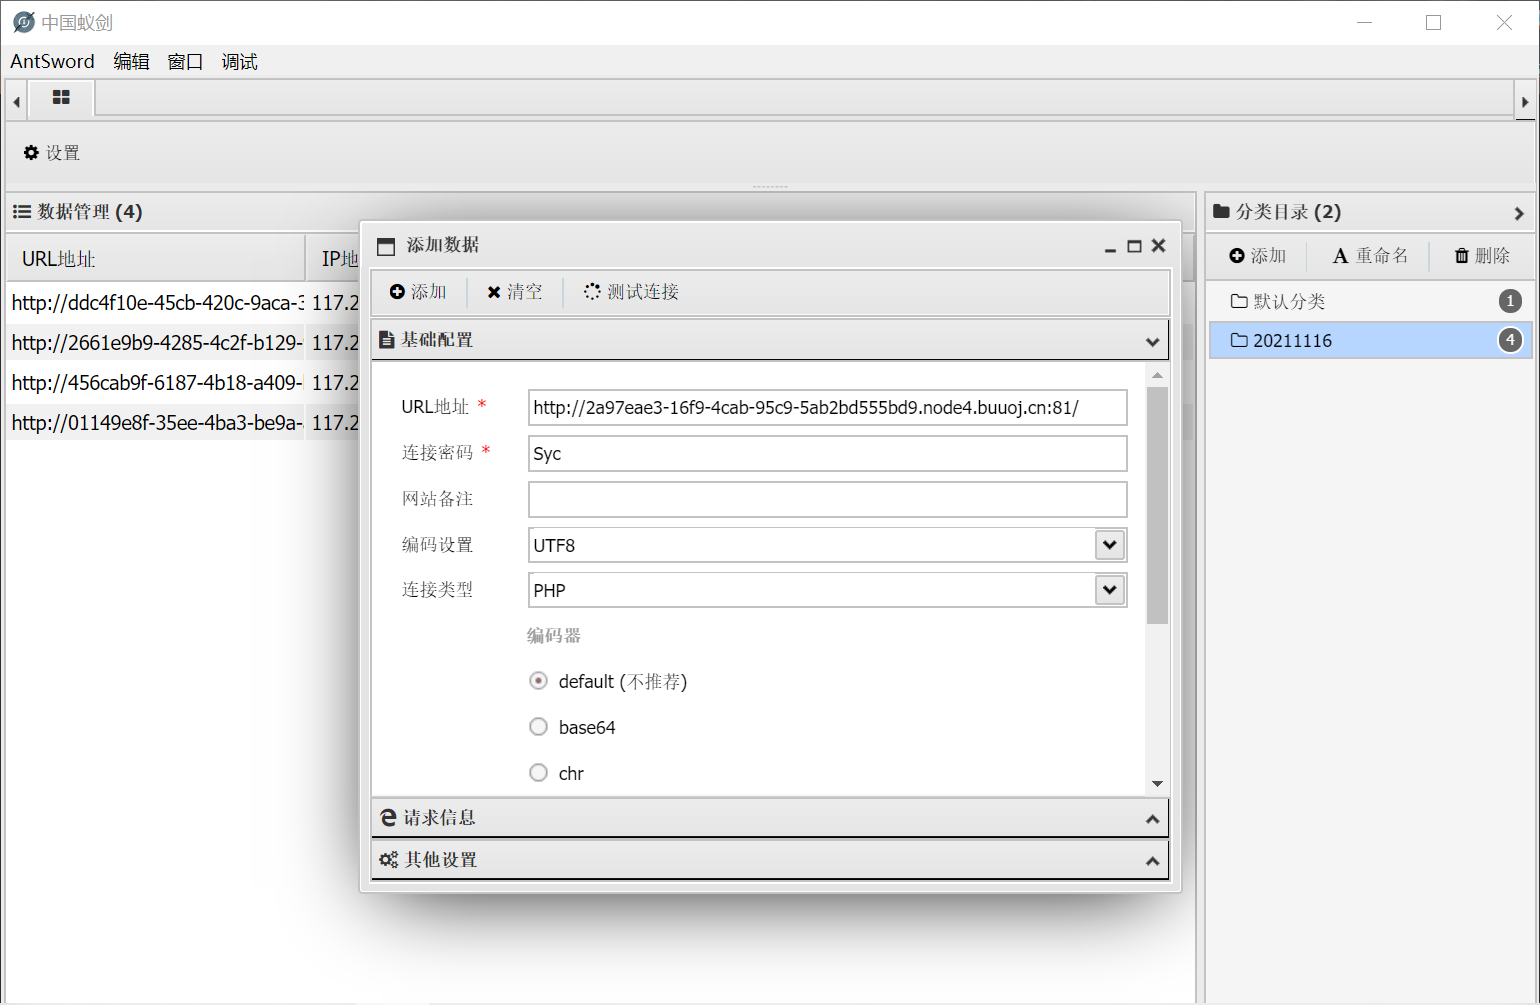 中国蚁剑
AntSword 编辑 窗口 调试
设置
数据管理 (4)
URL地址 IP地
http://ddc4f10e-45cb-420c-9aca-3 117.2
http://2661e9b9-4285-4c2f-b129- 117.2
http://456cab9f-6187-4b18-a409- 117.2
http://01149e8f-35ee-4ba3-be9a- 117.2
添加数据
添加 清空 测试连接
基础配置
URL地址 * http://2a97eae3-16f9-4cab-95c9-5ab2bd555bd9.node4.buuoj.cn:81/
连接密码 * Syc
网站备注
编码设置 UTF8
连接类型 PHP
编码器
default (不推荐)
base64
chr
请求信息
其他设置
分类目录 (2)
添加 重命名 删除
默认分类 1
20211116 4